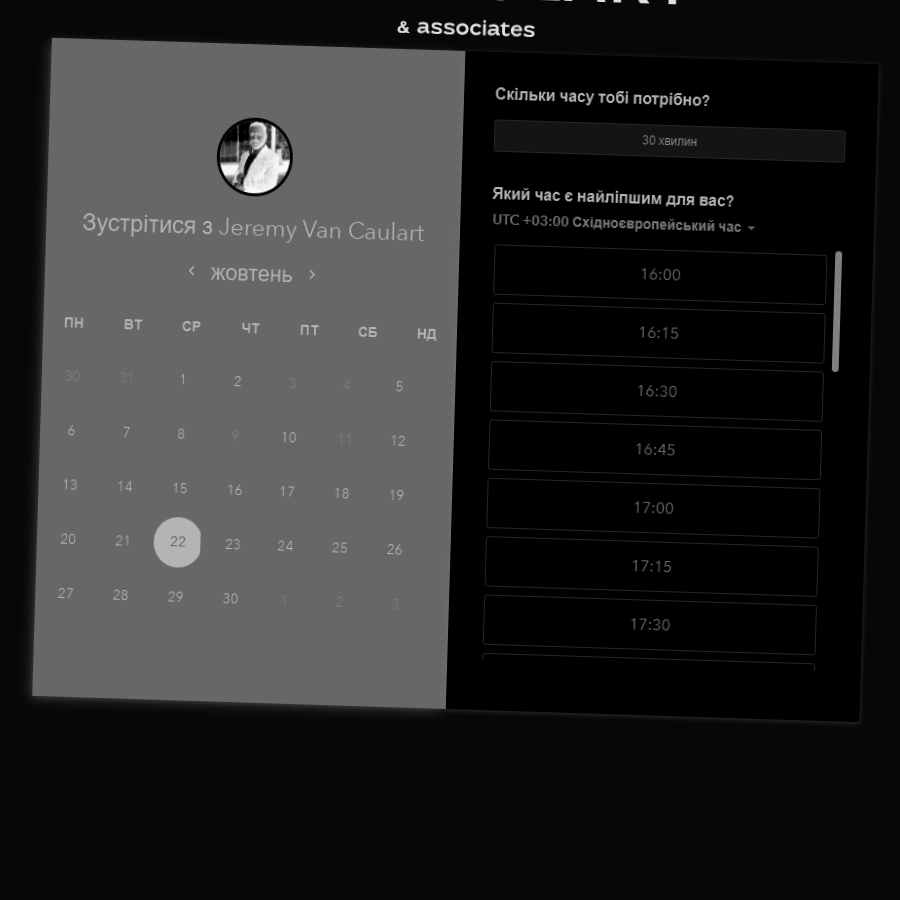 & associates
Зустрітися з Jeremy Van Caulart
жовтень
ПН ВТ СР ЧТ ПТ СБ НД
30 31 1 2 3 4 5
6 7 8 9 10 11 12
13 14 15 16 17 18 19
20 21 22 23 24 25 26
27 28 29 30 1 2 3
Скільки часу тобі потрібно?
30 хвилин
Який час є найліпшим для вас?
UTC +03:00 Східноєвропейський час
16:00
16:15
16:30
16:45
17:00
17:15
17:30